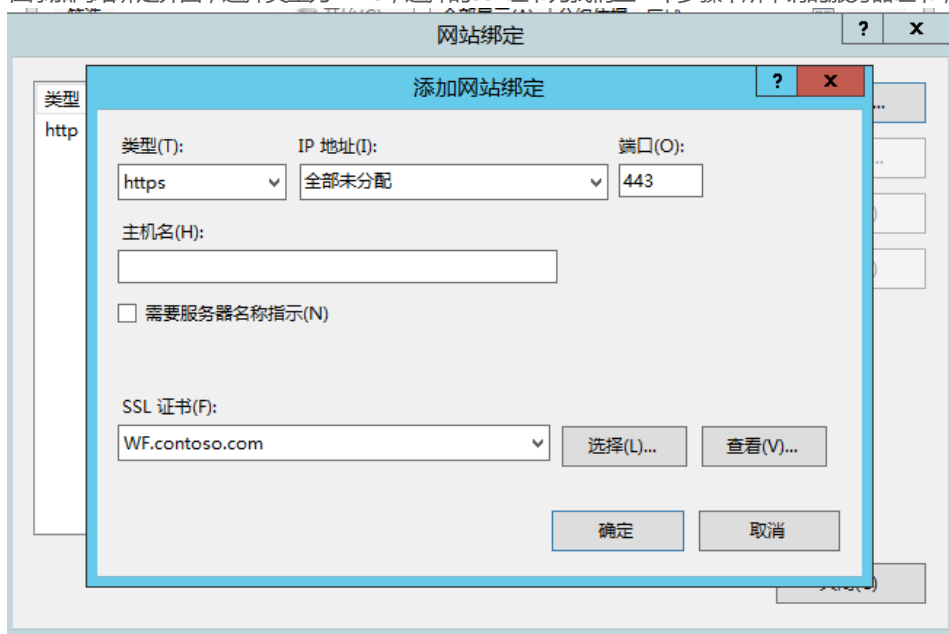 网站绑定
?
x
添加网站绑定
?
x
类型
...
http
类型(T):
IP 地址(I):
端口(O):
https
全部未分配
443
主机名(H):
需要服务器名称指示(N)
SSL 证书(F):
WF.contoso.com
选择(L)...
查看(V)...
确定
取消